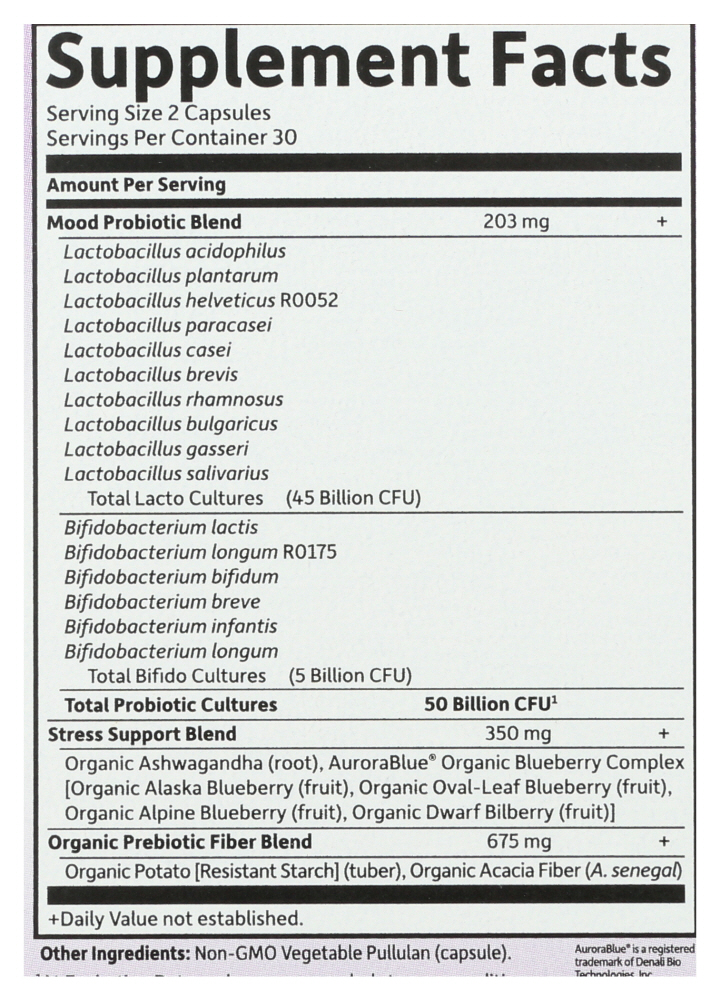 Supplement Facts
Serving Size 2 Capsules
Servings Per Container 30
Amount Per Serving
Mood Probiotic Blend 203 mg +
Lactobacillus acidophilus
Lactobacillus plantarum
Lactobacillus helveticus R0052
Lactobacillus paracasei
Lactobacillus casei
Lactobacillus brevis
Lactobacillus rhamnosus
Lactobacillus bulgaricus
Lactobacillus gasseri
Lactobacillus salivarius
Total Lacto Cultures (45 Billion CFU)
Bifidobacterium lactis
Bifidobacterium longum R0175
Bifidobacterium bifidum
Bifidobacterium breve
Bifidobacterium infantis
Bifidobacterium longum
Total Bifido Cultures (5 Billion CFU)
Total Probiotic Cultures 50 Billion CFU¹
Stress Support Blend 350 mg +
Organic Ashwagandha (root), AuroraBlue® Organic Blueberry Complex
[Organic Alaska Blueberry (fruit), Organic Oval-Leaf Blueberry (fruit),
Organic Alpine Blueberry (fruit), Organic Dwarf Bilberry (fruit)]
Organic Prebiotic Fiber Blend 675 mg +
Organic Potato [Resistant Starch] (tuber), Organic Acacia Fiber (A. senegal)
+Daily Value not established.
Other Ingredients: Non-GMO Vegetable Pullulan (capsule).
AuroraBlue® is a registered
trademark of Denali Bio
Technologies, Inc.